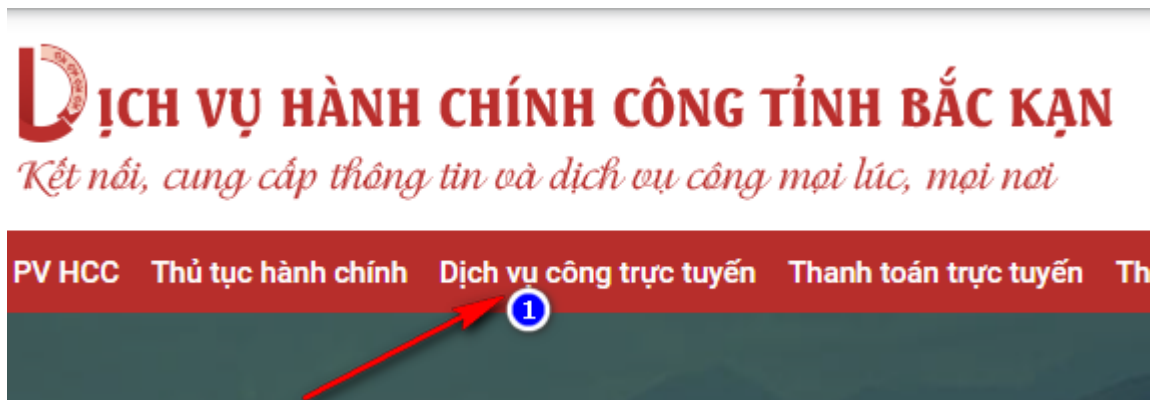 DỊCH VỤ HÀNH CHÍNH CÔNG TỈNH BẮC KẠN
Kết nối, cung cấp thông tin và dịch vụ công mọi lúc, mọi nơi
PV HCC Thủ tục hành chính Dịch vụ công trực tuyến Thanh toán trực tuyến Th
1